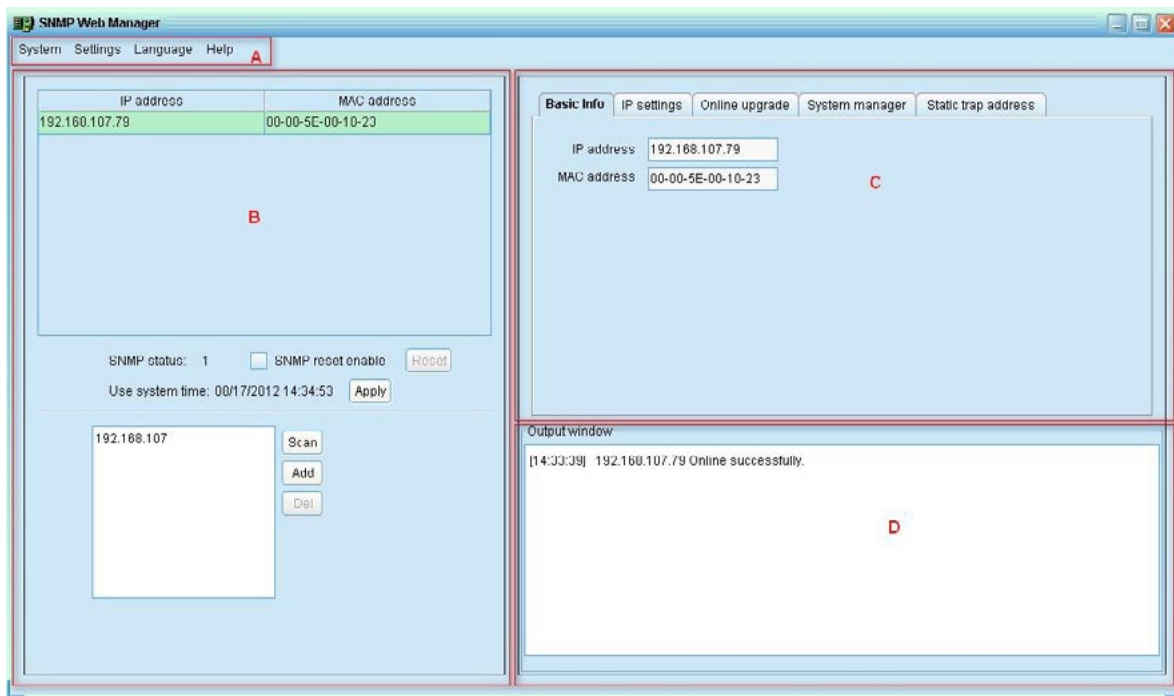 SNMP Web Manager
System Settings Language Help
A
IP address MAC address
192.160.107.79 00-00-5E-00-10-23
B
SNMP status: 1 SNMP reset enable Reset
Use system time: 00/17/2012 14:34:53 Apply
192.168.107
Scan
Add
Del
Basic Info IP settings Online upgrade System manager Static trap address
IP address 192.168.107.79
MAC address 00-00-5E-00-10-23
C
Output window
[14:33:39] 192.168.107.79 Online successfully.
D